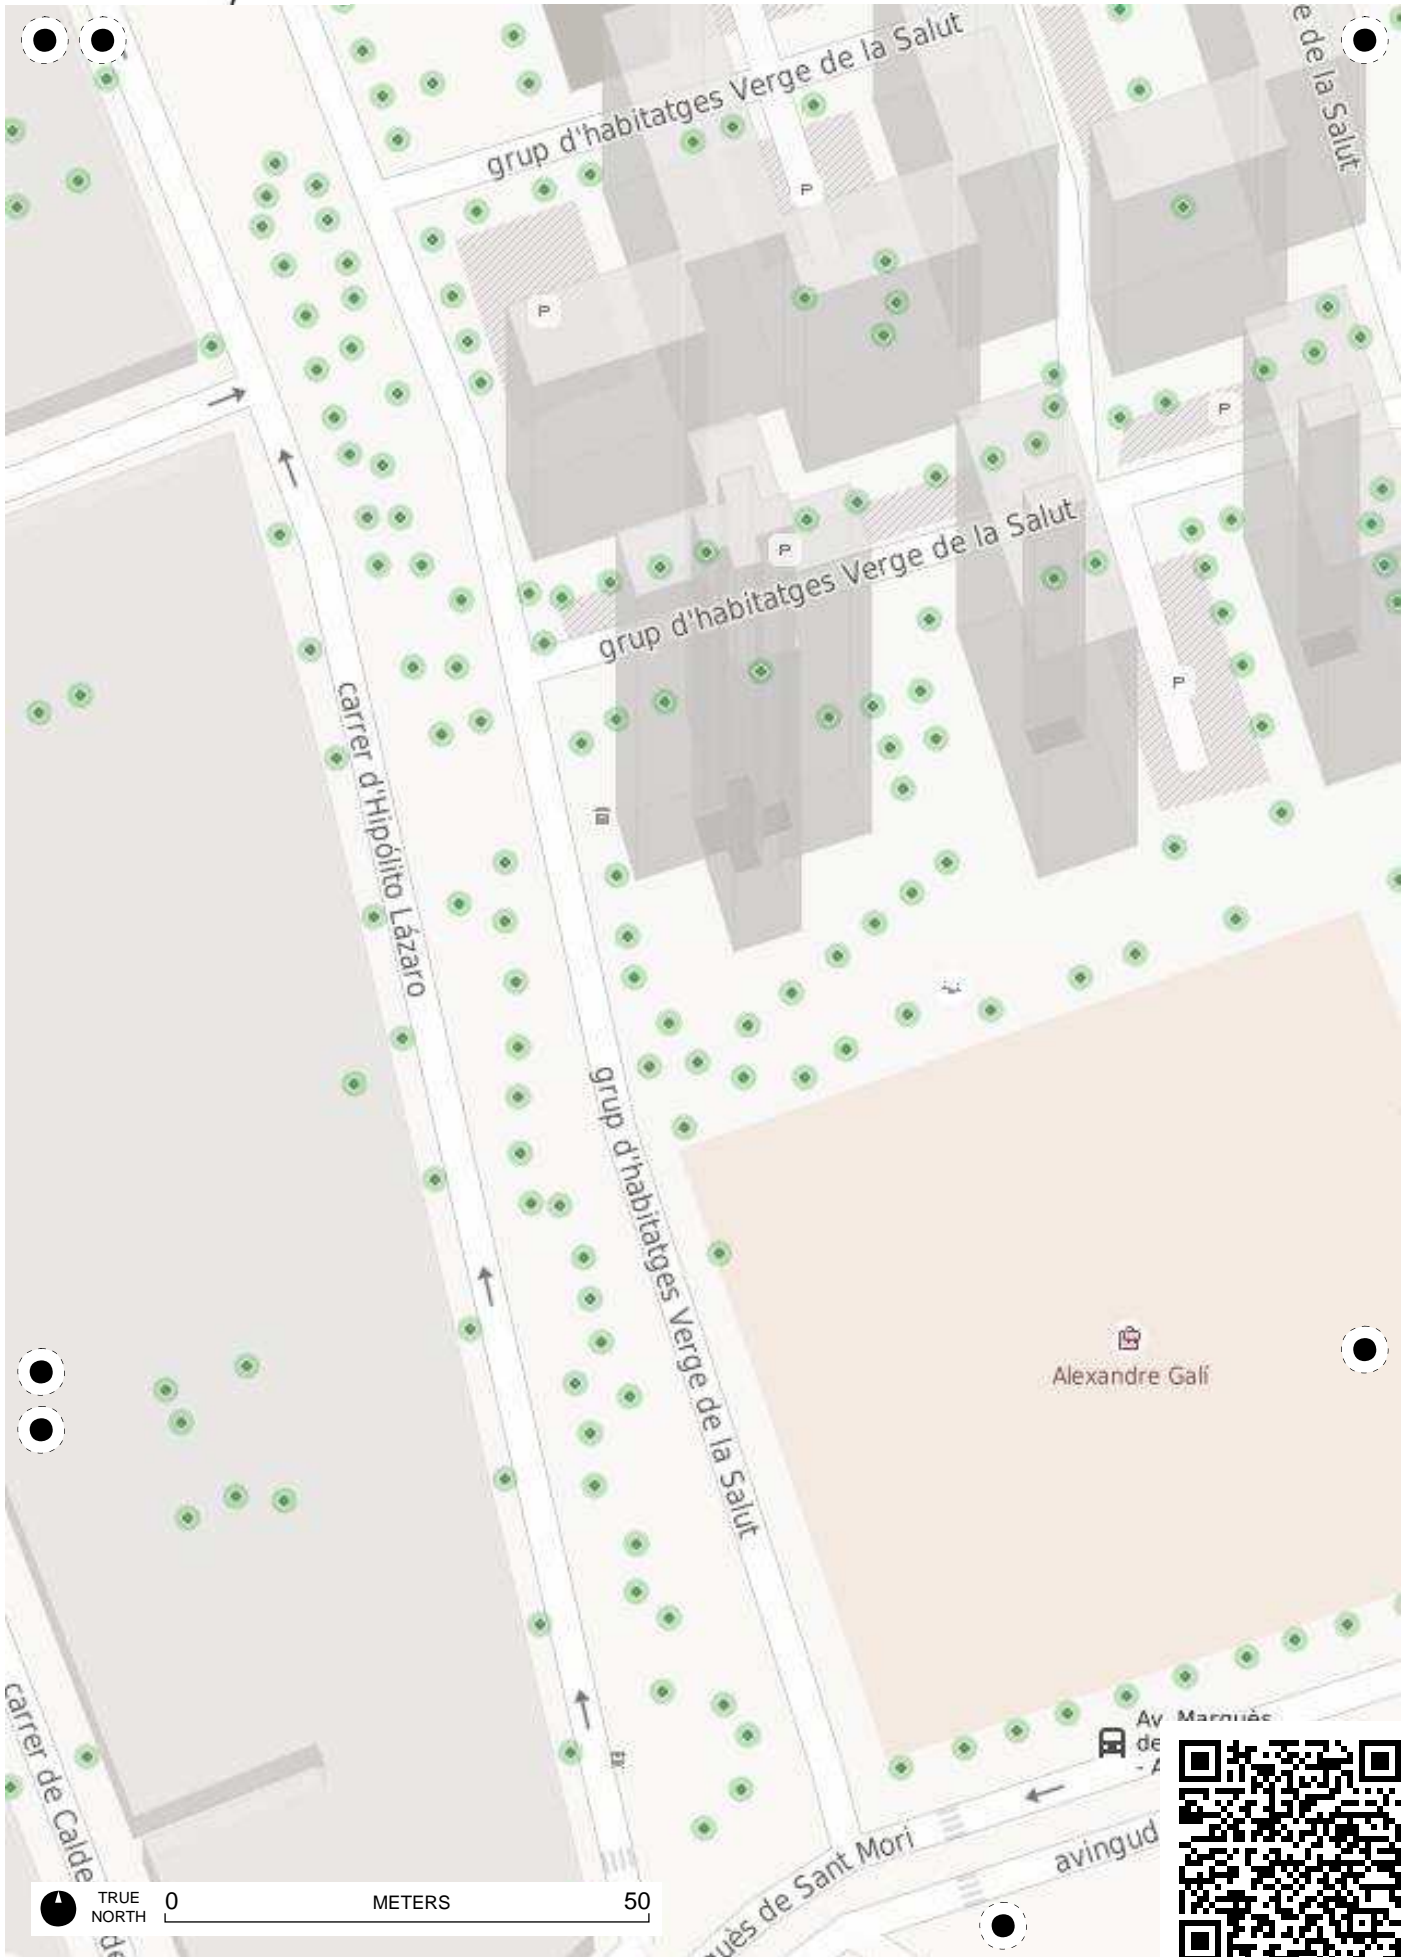 grup d'habitatges Verge de la Salut
e de la Salut
P
P
P
P
grup d'habitatges Verge de la Salut
P
carrer d'Hipólito Lázaro
grup d'habitatges Verge de la Salut
Alexandre Galí
Av. Marquès
de
- A
carrer de Calde
de
uès de Sant Mori
avingud
TRUE
NORTH
0 METERS 50